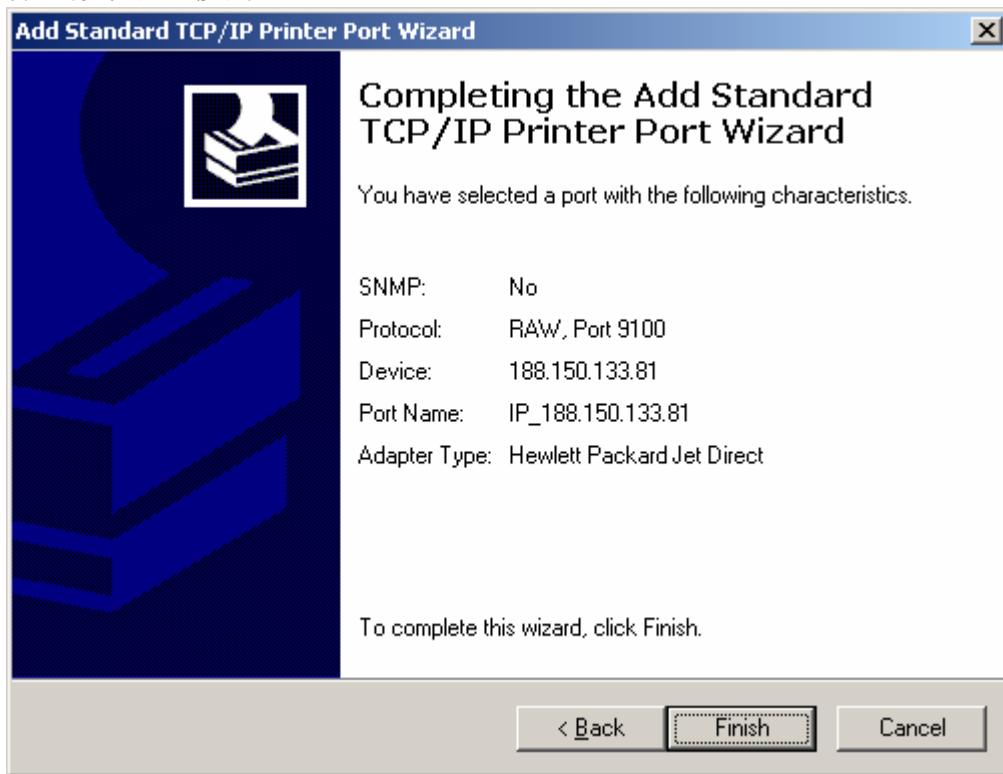 Add Standard TCP/IP Printer Port Wizard
Completing the Add Standard
TCP/IP Printer Port Wizard
You have selected a port with the following characteristics.
SNMP: No
Protocol: RAW, Port 9100
Device: 188.150.133.81
Port Name: IP_188.150.133.81
Adapter Type: Hewlett Packard Jet Direct
To complete this wizard, click Finish.
< Back Finish Cancel